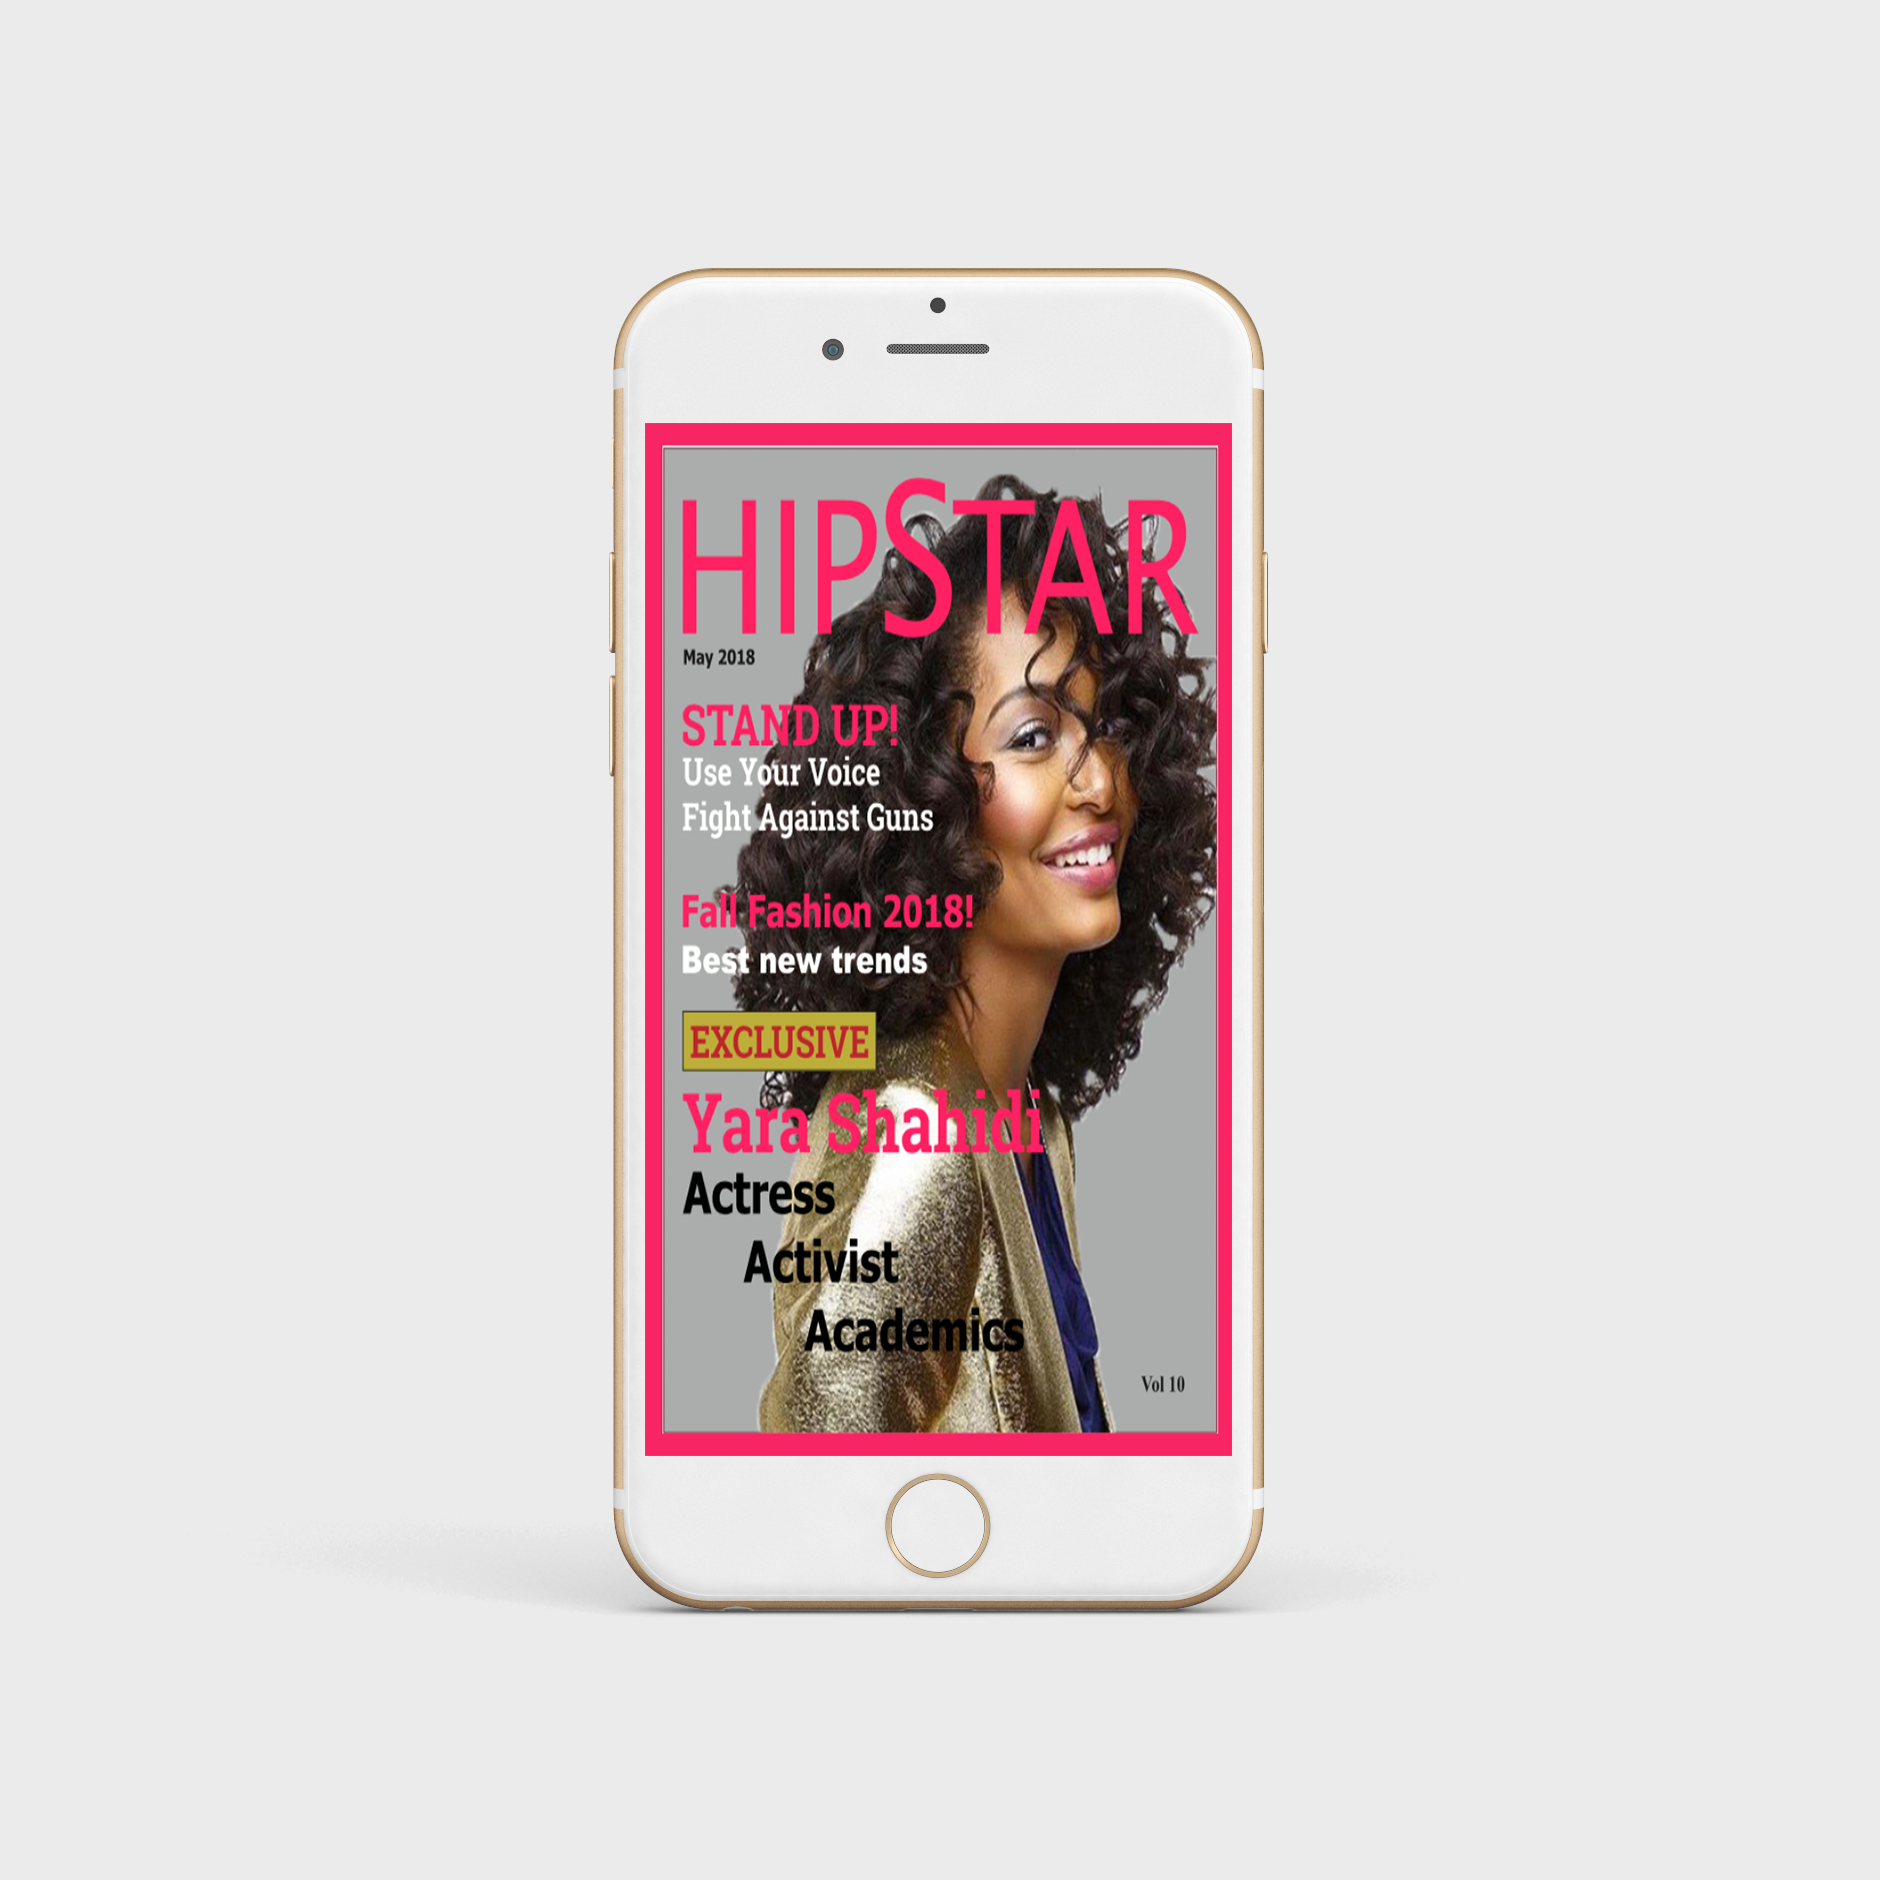 HIPSTAR
May 2018
STAND UP!
Use Your Voice
Fight Against Guns
Fall Fashion 2018!
Best new trends
EXCLUSIVE
Yara Shahidi
Actress
Activist
Academics
Vol 10